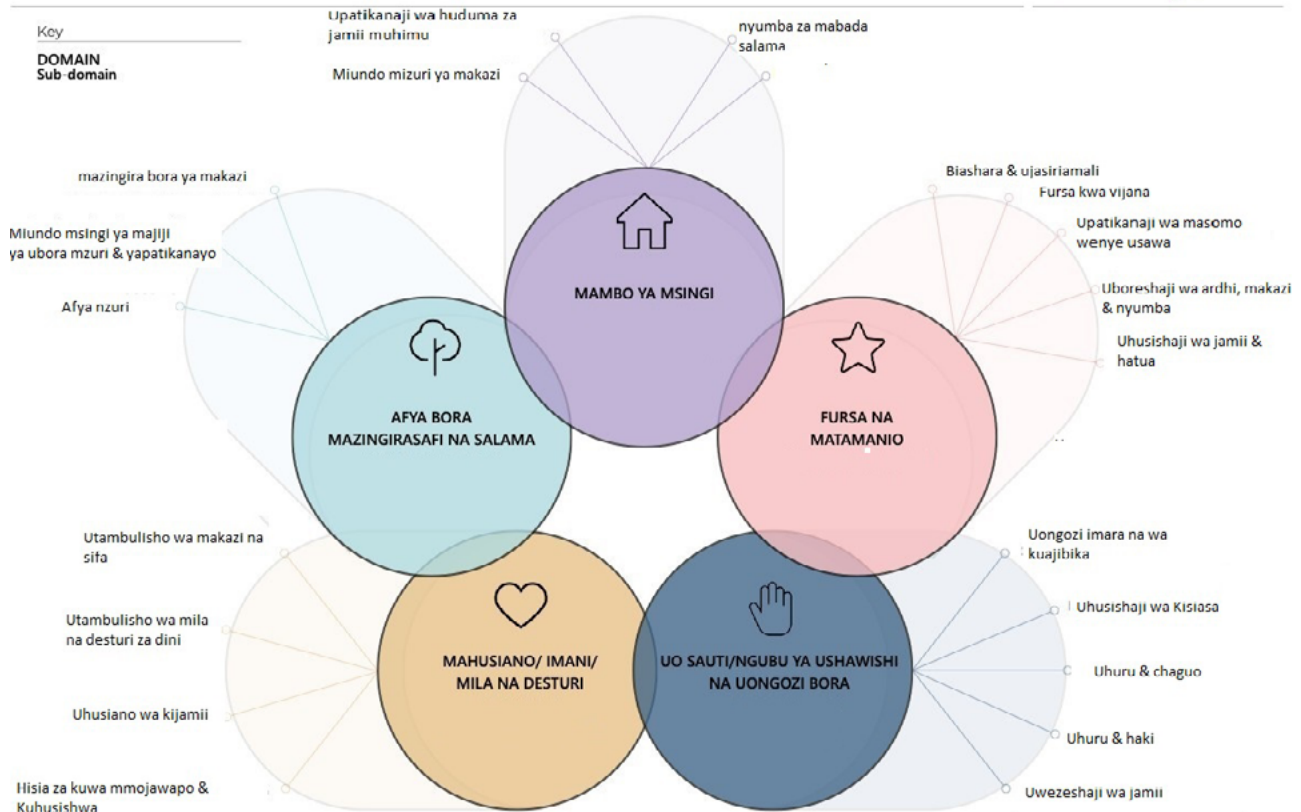 Key
DOMAIN
Sub-domain
Upatikanaji wa huduma za
jamii muhimu
Miundo mizuri ya makazi
nyumba za mabada
salama
mazingira bora ya makazi
Miundo msingi ya majiji
ya ubora mzuri & yapatikanayo
Afya nzuri
Biashara & ujasiriamali
Fursa kwa vijana
Upatikanaji wa masomo
wenye usawa
Uboreshaji wa ardhi, makazi
& nyumba
Uhusishaji wa jamii &
hatua
MAMBO YA MSINGI
AFYA BORA
MAZINGIRASAFI NA SALAMA
FURSA NA
MATAMANIO
Utambulisho wa makazi na
sifa
Utambulisho wa mila
na desturi za dini
Uhusiano wa kijamii
Hisia za kuwa mmojawapo &
Kuhusishwa
MAHUSIANO/ IMANI/
MILA NA DESTURI
UO SAUTI/NGUBU YA USHAWISHI
NA UONGOZI BORA
Uongozi imara na wa
kuajibika
Uhusishaji wa Kisiasa
Uhuru & chaguo
Uhuru & haki
Uwezeshaji wa jamii